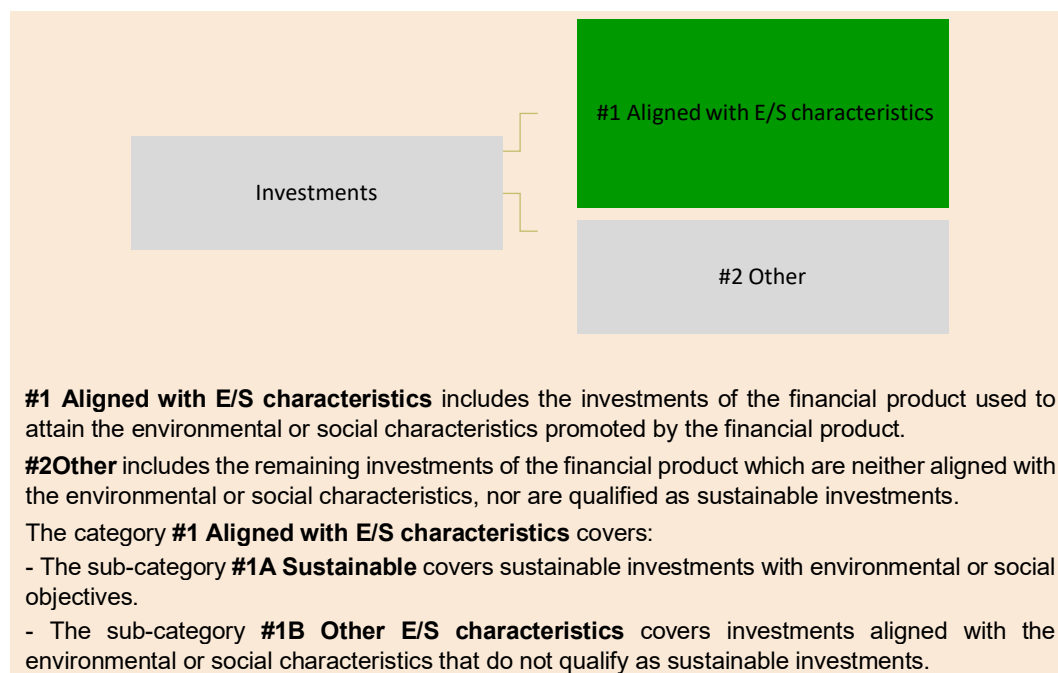 #1 Aligned with E/S characteristics
Investments
#2 Other
#1 Aligned with E/S characteristics includes the investments of the financial product used to
attain the environmental or social characteristics promoted by the financial product.
#2Other includes the remaining investments of the financial product which are neither aligned with
the environmental or social characteristics, nor are qualified as sustainable investments.
The category #1 Aligned with E/S characteristics covers:
- The sub-category #1A Sustainable covers sustainable investments with environmental or social
objectives.
- The sub-category #1B Other E/S characteristics covers investments aligned with the
environmental or social characteristics that do not qualify as sustainable investments.